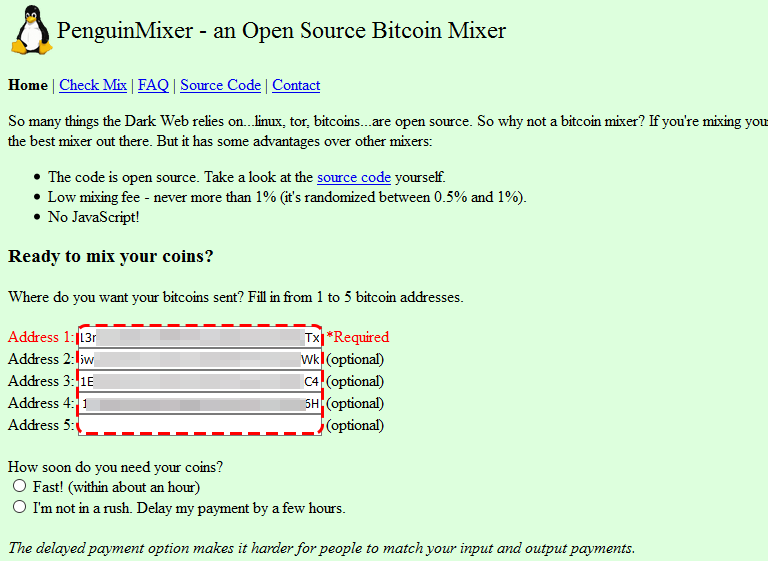 PenguinMixer - an Open Source Bitcoin Mixer
Home | Check Mix | FAQ | Source Code | Contact
So many things the Dark Web relies on...linux, tor, bitcoins...are open source. So why not a bitcoin mixer? If you're mixing
the best mixer out there. But it has some advantages over other mixers:
• The code is open source. Take a look at the source code yourself.
• Low mixing fee - never more than 1% (it's randomized between 0.5% and 1%).
• No JavaScript!
Ready to mix your coins?
Where do you want your bitcoins sent? Fill in from 1 to 5 bitcoin addresses.
Address 1: Tx *Required
Address 2: Wk (optional)
Address 3: 1E C4 (optional)
Address 4: 1 6H (optional)
Address 5: (optional)
How soon do you need your coins?
Fast! (within about an hour)
I'm not in a rush. Delay my payment by a few hours.
The delayed payment option makes it harder for people to match your input and output payments.